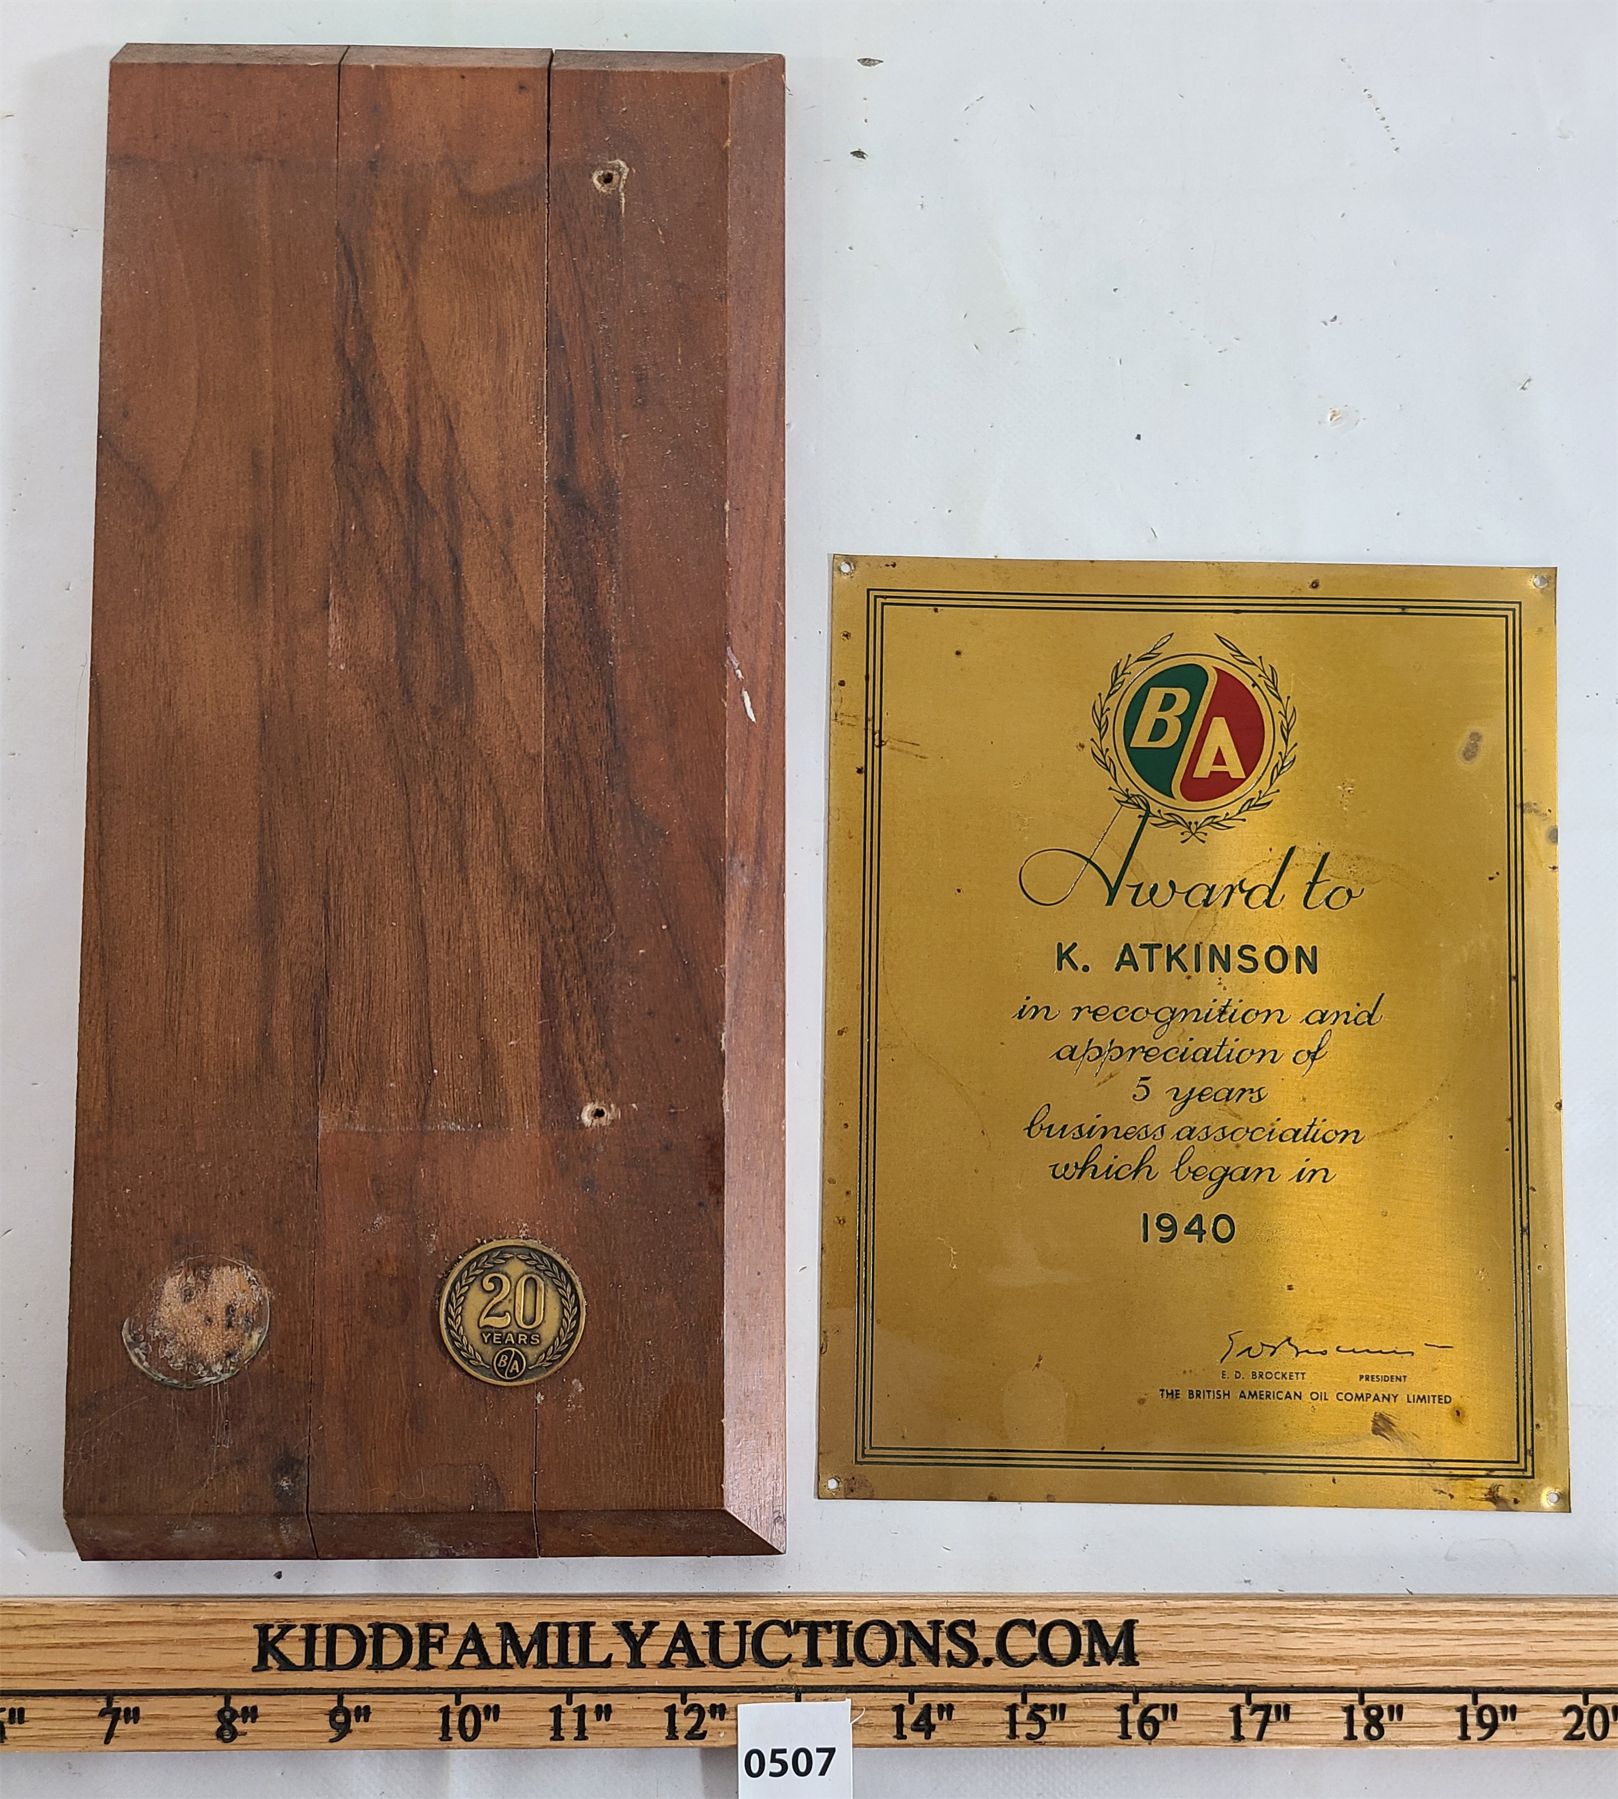 20
YEARS
B/A
B A
Award to
K. ATKINSON
in recognition and
appreciation of
5 years
business association
which began in
1940
E. D. BROCKETT PRESIDENT
THE BRITISH AMERICAN OIL COMPANY LIMITED
KIDDFAMILYAUCTIONS.COM
7" 8" 9" 10" 11" 12" 14" 15" 16" 17" 18" 19" 20"
0507